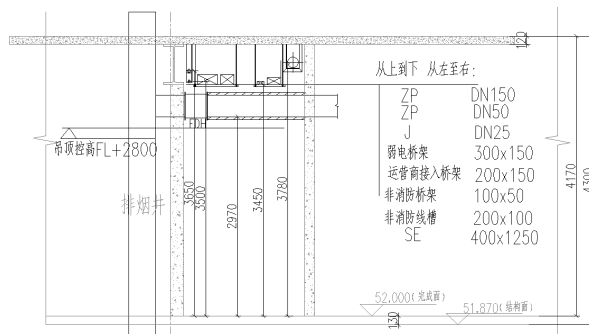 120
从上到下 从左至右:
ZP DN150
ZP DN50
J DN25
弱电桥架 300x150
运营商接入桥架 200x150
非消防桥架 100x50
非消防线槽 200x100
SE 400x1250
FDH
吊顶控高FL+2800
排烟井
3650
3500
2970
3450
3780
4170
4300
52.000(完成面)
51.870(结构面)
130